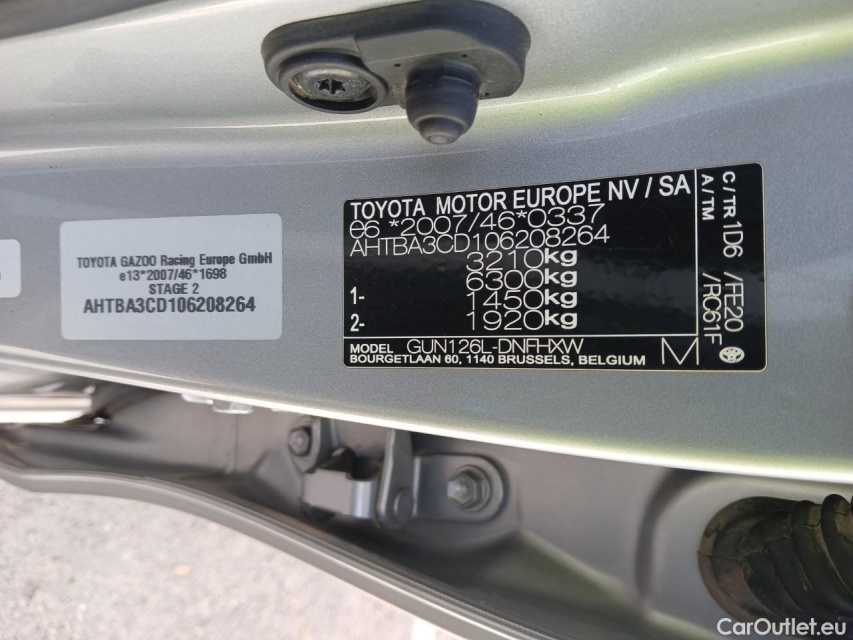 TOYOTA GAZOO Racing Europe GmbH
e13*2007/46*1698
STAGE 2
AHTBA3CD106208264
TOYOTA MOTOR EUROPE NV / SA
e6 *2007/46*0337
AHTBA3CD106208264
3210kg
6300kg
1- 1450kg
2- 1920kg
MODEL GUN126L-DNFHXW M
BOURGETLAAN 60, 1140 BRUSSELS, BELGIUM
C / TR 1D6 /FE20
A / TM /RC61F
CarOutlet.eu